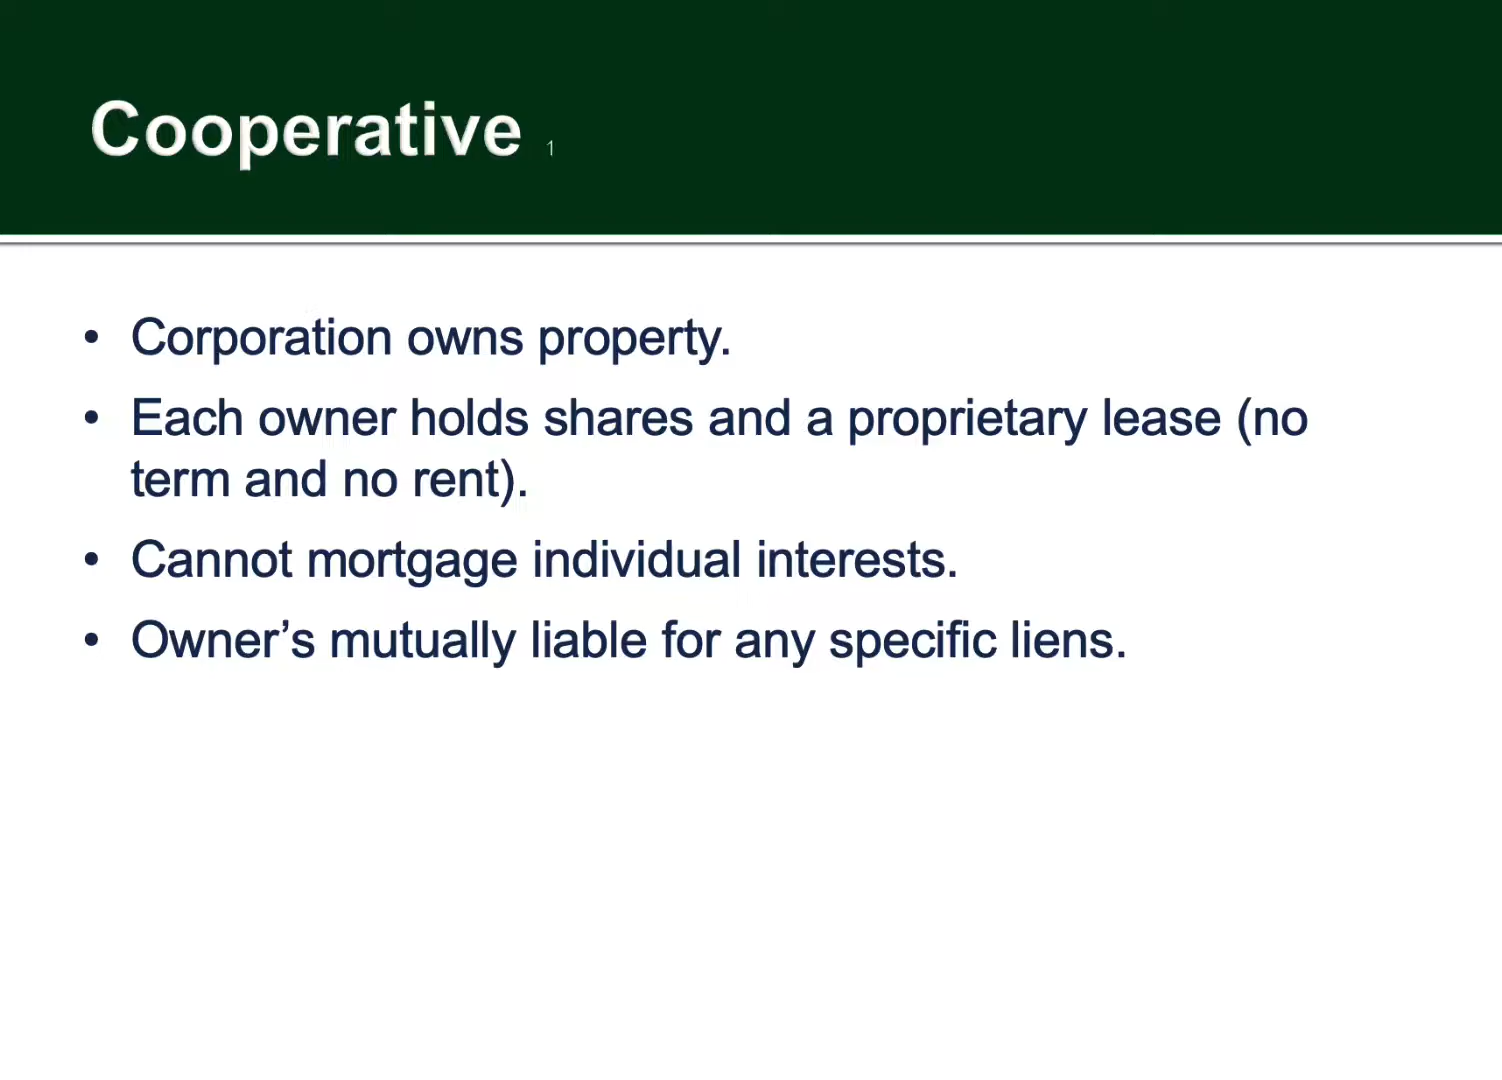 Cooperative 1
• Corporation owns property.
• Each owner holds shares and a proprietary lease (no
term and no rent).
• Cannot mortgage individual interests.
• Owner’s mutually liable for any specific liens.